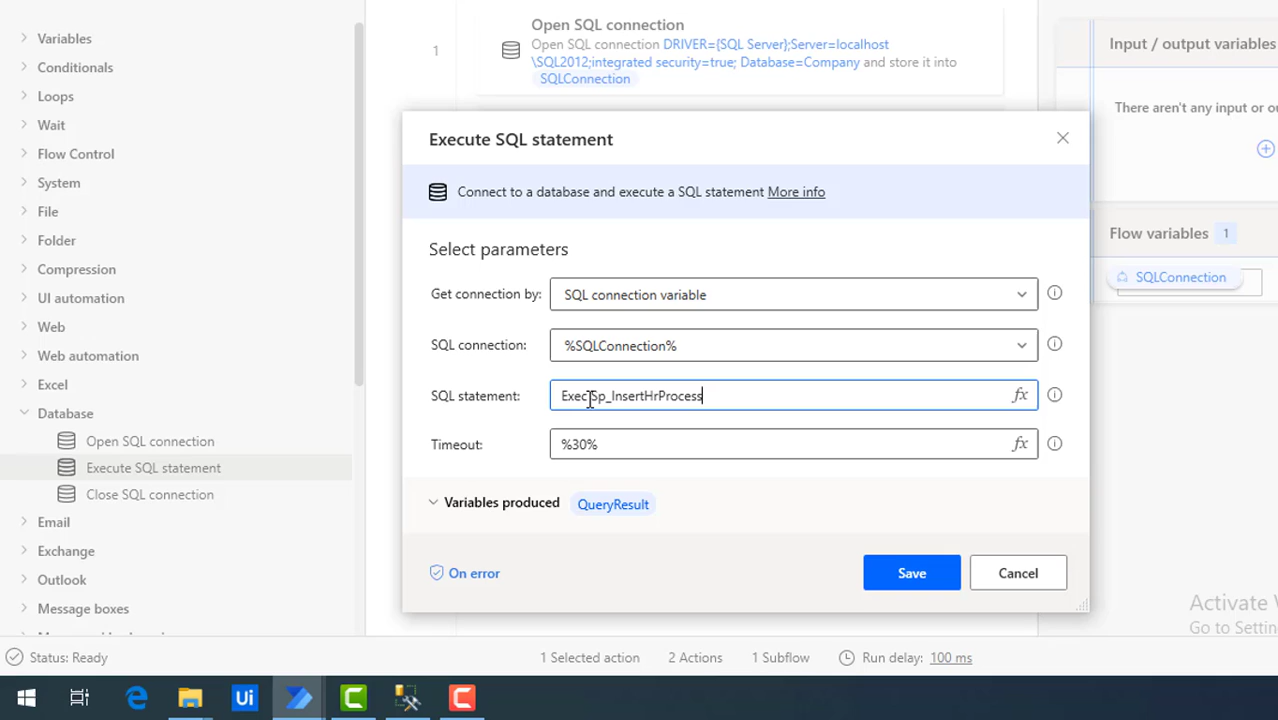 Variables
Conditionals
Loops
Wait
Flow Control
System
File
Folder
Compression
UI automation
Web
Web automation
Excel
Database
Open SQL connection
Execute SQL statement
Close SQL connection
Email
Exchange
Outlook
Message boxes
1
Open SQL connection
Open SQL connection DRIVER={SQL Server};Server=localhost
\SQL2012;integrated security=true; Database=Company and store it into
SQLConnection
Execute SQL statement
Connect to a database and execute a SQL statement More info
Select parameters
Get connection by: SQL connection variable
SQL connection: %SQLConnection%
SQL statement: Exec Sp_InsertHrProcess fx
Timeout: %30% fx
Variables produced QueryResult
On error
Save
Cancel
Input / output variables
There aren't any input or ou
Flow variables 1
SQLConnection
Activate W
Go to Settin
Status: Ready
1 Selected action
2 Actions
1 Subflow
Run delay: 100 ms
Ui